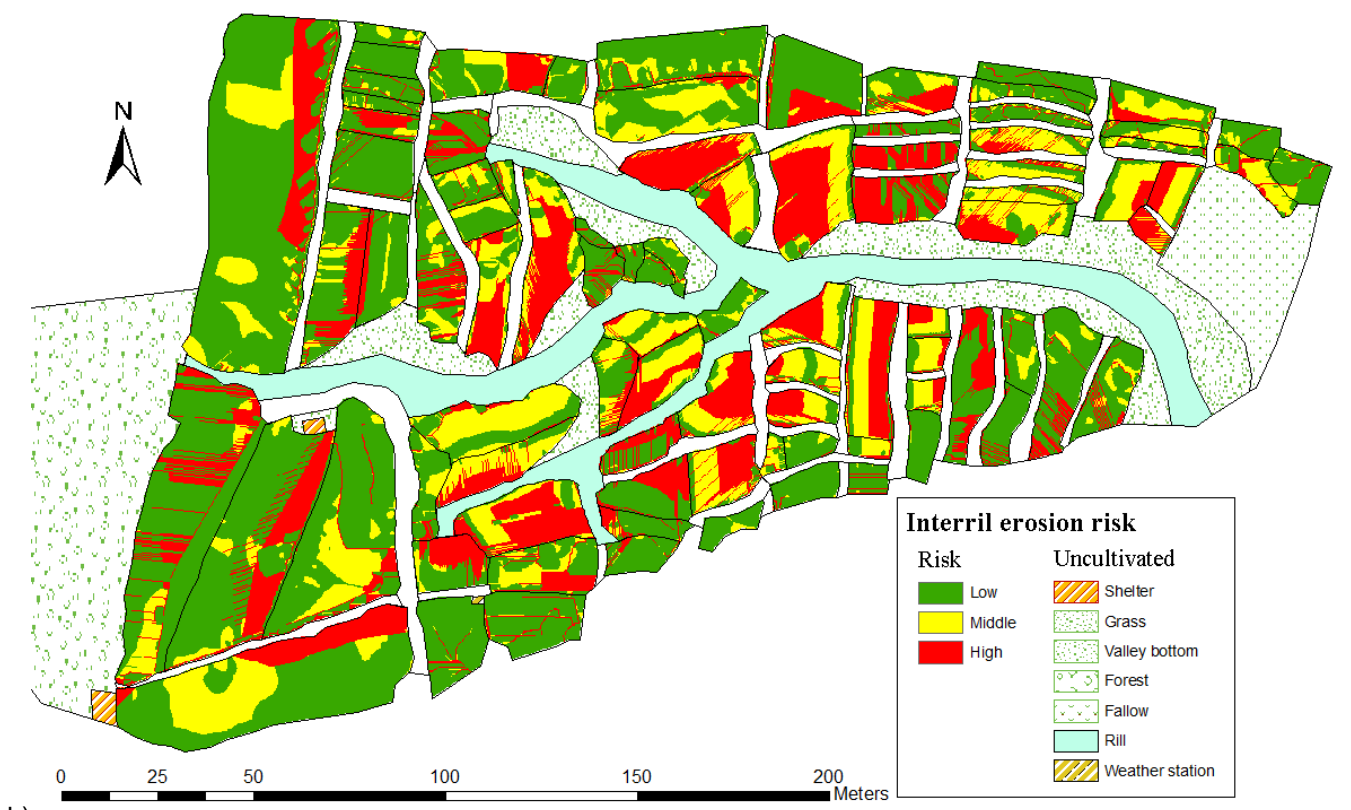 N
Interril erosion risk
Risk Uncultivated
Low Shelter
Middle Grass
High Valley bottom
Forest
Fallow
Rill
Weather station
0 25 50 100 150 200
Meters